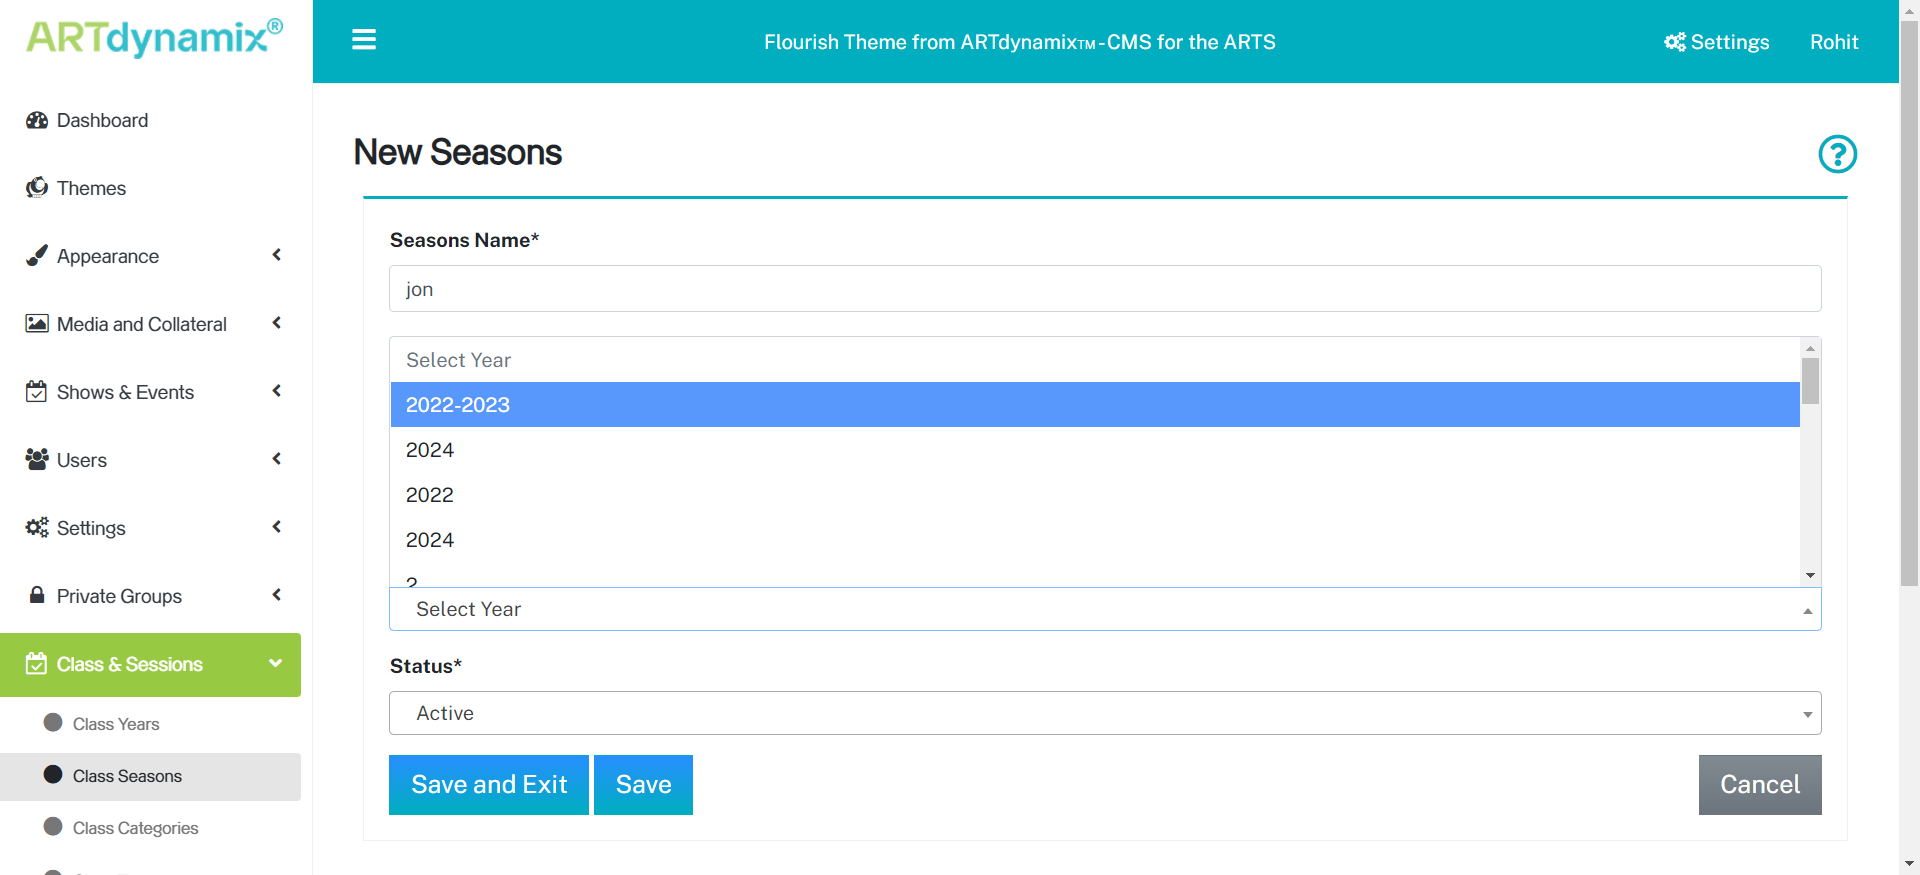 ARTdynamix®
Flourish Theme from ARTdynamix™ - CMS for the ARTS
Settings
Rohit
Dashboard
Themes
Appearance
Media and Collateral
Shows & Events
Users
Settings
Private Groups
Class & Sessions
Class Years
Class Seasons
Class Categories
New Seasons
Seasons Name*
jon
Select Year
2022-2023
2024
2022
2024
Select Year
Status*
Active
Save and Exit
Save
Cancel